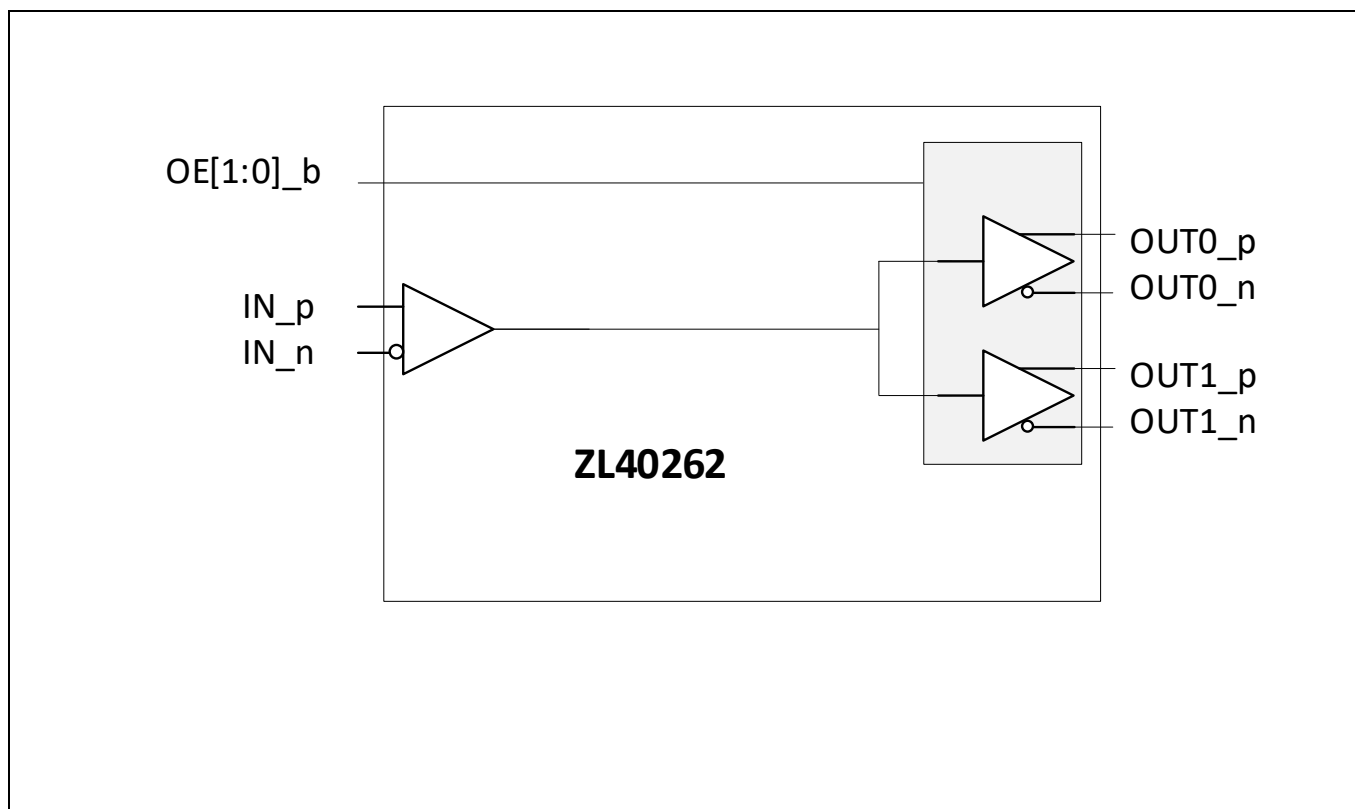 OE[1:0]_b
IN_p
IN_n
OUT0_p
OUT0_n
OUT1_p
OUT1_n
ZL40262